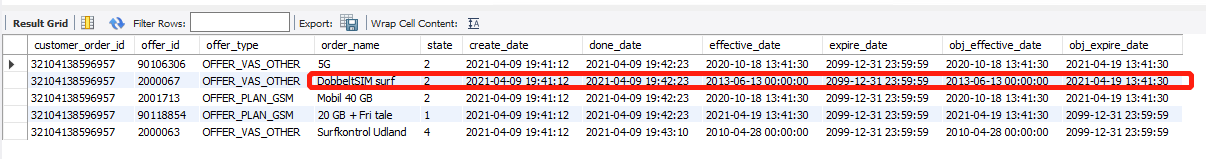 Result Grid Filter Rows: Export: Wrap Cell Content: IA
customer_order_id offer_id offer_type order_name state create_date done_date effective_date expire_date obj_effective_date obj_expire_date
32104138596957 90106306 OFFER_VAS_OTHER 5G 2 2021-04-09 19:41:12 2021-04-09 19:42:23 2020-10-18 13:41:30 2099-12-31 23:59:59 2020-10-18 13:41:30 2021-04-19 13:41:30
32104138596957 2000067 OFFER_VAS_OTHER DobbeltSIM surf 2 2021-04-09 19:41:12 2021-04-09 19:42:23 2013-06-13 00:00:00 2099-12-31 23:59:59 2013-06-13 00:00:00 2021-04-19 13:41:30
32104138596957 2001713 OFFER_PLAN_GSM Mobil 40 GB 2 2021-04-09 19:41:12 2021-04-09 19:42:23 2020-10-18 13:41:30 2099-12-31 23:59:59 2020-10-18 13:41:30 2021-04-19 13:41:30
32104138596957 90118854 OFFER_PLAN_GSM 20 GB + Fri tale 1 2021-04-09 19:41:12 2021-04-09 19:42:23 2021-04-19 13:41:30 2099-12-31 23:59:59 2021-04-19 13:41:30 2099-12-31 23:59:59
32104138596957 2000063 OFFER_VAS_OTHER Surfkontrol Udland 4 2021-04-09 19:41:12 2021-04-09 19:43:10 2010-04-28 00:00:00 2099-12-31 23:59:59 2010-04-28 00:00:00 2099-12-31 23:59:59